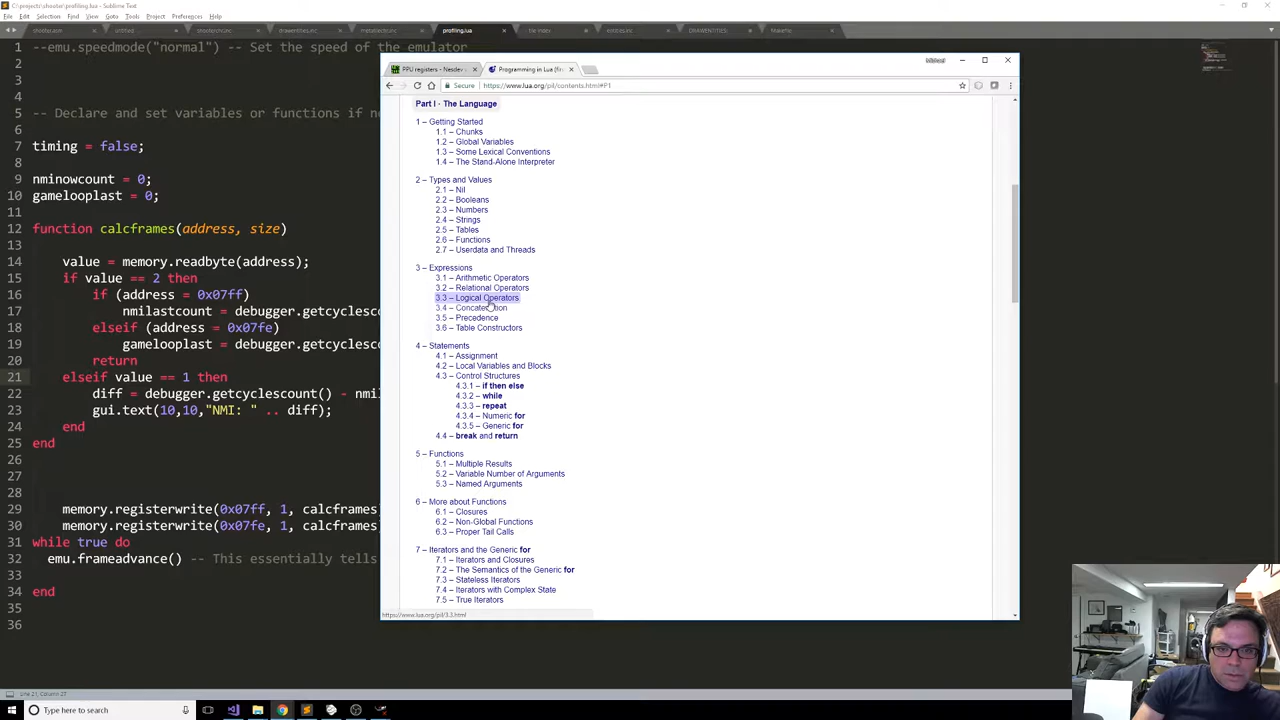 C:\projects\shooter\profiling.lua - Sublime Text
File Edit Selection Find View Goto Tools Project Preferences Help
shooter.asm untitled shooterchr.inc drawentities.inc metatiledb.inc profiling.lua tile index entities.inc DRAWENTITIES: Makefile
1 --emu.speedmode("normal") -- Set the speed of the emulator
2
3
4
5 -- Declare and set variables or functions if n
6
7 timing = false;
8
9 nminowcount = 0;
10 gamelooplast = 0;
11
12 function calcframes(address, size)
13
14 value = memory.readbyte(address);
15 if value == 2 then
16 if (address = 0x07ff)
17 nmilastcount = debugger.getcyclesc
18 elseif (address = 0x07fe)
19 gamelooplast = debugger.getcyclesc
20 return
21 elseif value == 1 then
22 diff = debugger.getcyclescount() - nmi
23 gui.text(10,10,"NMI: " .. diff);
24 end
25 end
26
27
28
29 memory.registerwrite(0x07ff, 1, calcframes)
30 memory.registerwrite(0x07fe, 1, calcframes)
31 while true do
32 emu.frameadvance() -- This essentially tells
33
34 end
35
36
Line 21, Column 27
PPU registers - Nesdev
Programming in Lua (fir
Secure https://www.lua.org/pil/contents.html#P1
Part I · The Language
1 – Getting Started
1.1 – Chunks
1.2 – Global Variables
1.3 – Some Lexical Conventions
1.4 – The Stand-Alone Interpreter
2 – Types and Values
2.1 – Nil
2.2 – Booleans
2.3 – Numbers
2.4 – Strings
2.5 – Tables
2.6 – Functions
2.7 – Userdata and Threads
3 – Expressions
3.1 – Arithmetic Operators
3.2 – Relational Operators
3.3 – Logical Operators
3.4 – Concatenation
3.5 – Precedence
3.6 – Table Constructors
4 – Statements
4.1 – Assignment
4.2 – Local Variables and Blocks
4.3 – Control Structures
4.3.1 – if then else
4.3.2 – while
4.3.3 – repeat
4.3.4 – Numeric for
4.3.5 – Generic for
4.4 – break and return
5 – Functions
5.1 – Multiple Results
5.2 – Variable Number of Arguments
5.3 – Named Arguments
6 – More about Functions
6.1 – Closures
6.2 – Non-Global Functions
6.3 – Proper Tail Calls
7 – Iterators and the Generic for
7.1 – Iterators and Closures
7.2 – The Semantics of the Generic for
7.3 – Stateless Iterators
7.4 – Iterators with Complex State
7.5 – True Iterators
https://www.lua.org/pil/3.3.html
Type here to search